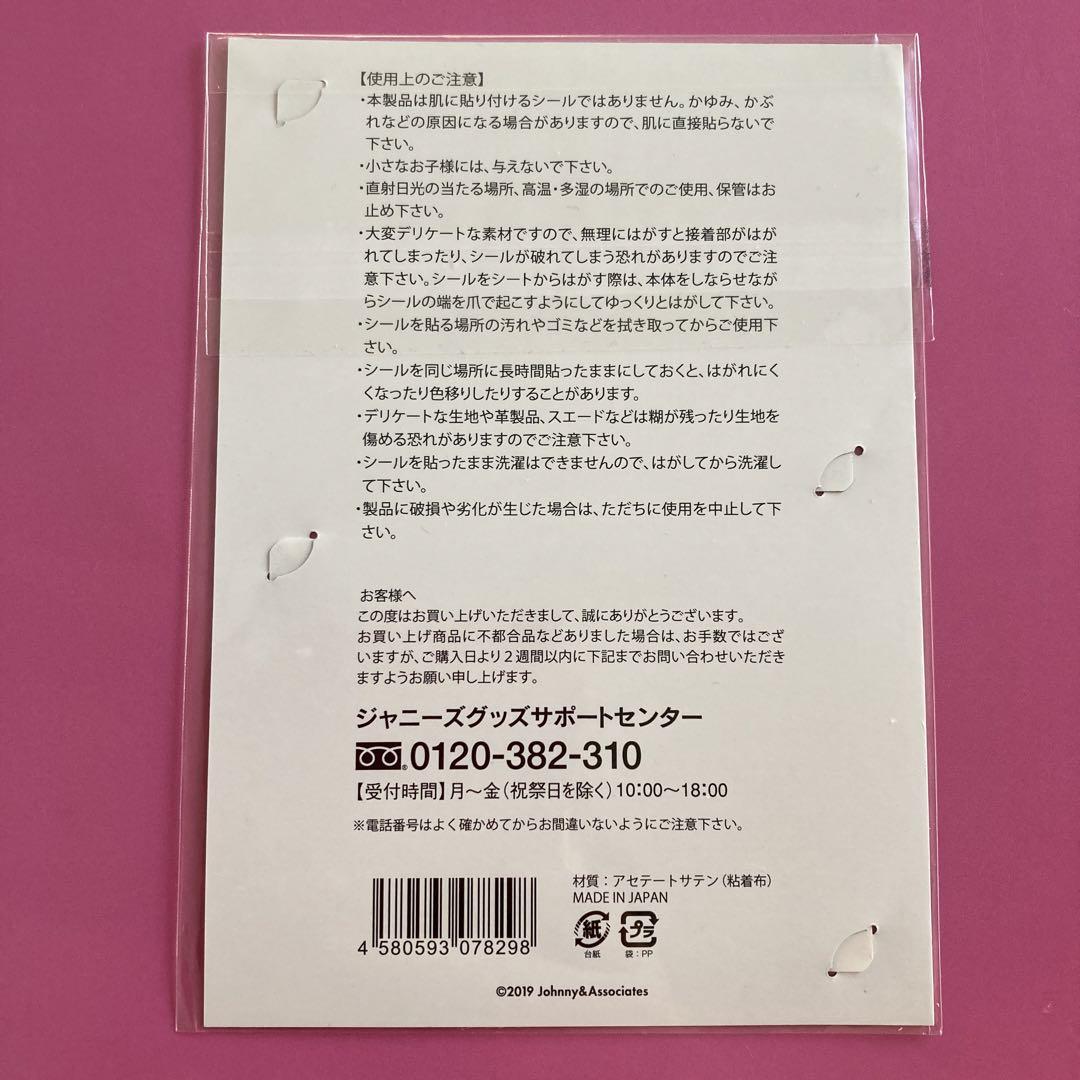 【使用上のご注意】
・本製品は肌に貼り付けるシールではありません。かゆみ、かぶ
れなどの原因になる場合がありますので、肌に直接貼らないで
下さい。
・小さなお子様には、与えないで下さい。
・直射日光の当たる場所、高温・多湿の場所でのご使用、保管はお
止め下さい。
・大変デリケートな素材ですので、無理にはがすと接着部がはが
れてしまったり、シールが破れてしまう恐れがありますのでご注
意下さい。シールをシートからはがす際は、本体をしならせなが
らシールの端を爪で起こすようにしてゆっくりとはがして下さい。
・シールを貼る場所の汚れやゴミなどを拭き取ってからご使用下
さい。
・シールを同じ場所に長時間貼ったままにしておくと、はがれにく
くなったり色移りしたりすることがあります。
・デリケートな生地や革製品、スエードなどは糊が残ったり生地を
傷める恐れがありますのでご注意下さい。
・シールを貼ったまま洗濯はできませんので、はがしてから洗濯し
て下さい。
・製品に破損や劣化が生じた場合は、ただちに使用を中止して下
さい。
お客様へ
この度はお買い上げいただきまして、誠にありがとうございます。
お買い上げ商品に不都合品などありました場合は、お手数ではござ
いますが、ご購入日より2週間以内に下記までお問い合わせいただき
ますようお願い申し上げます。
ジャニーズグッズサポートセンター
®0120-382-310
【受付時間】月〜金(祝祭日を除く)10:00〜18:00
※電話番号はよく確かめてからお間違いないようにご注意下さい。
材質:アセテートサテン(粘着布)
MADE IN JAPAN
紙 プラ
台紙 袋:PP
4 580593 078298
©2019 Johnny&Associates